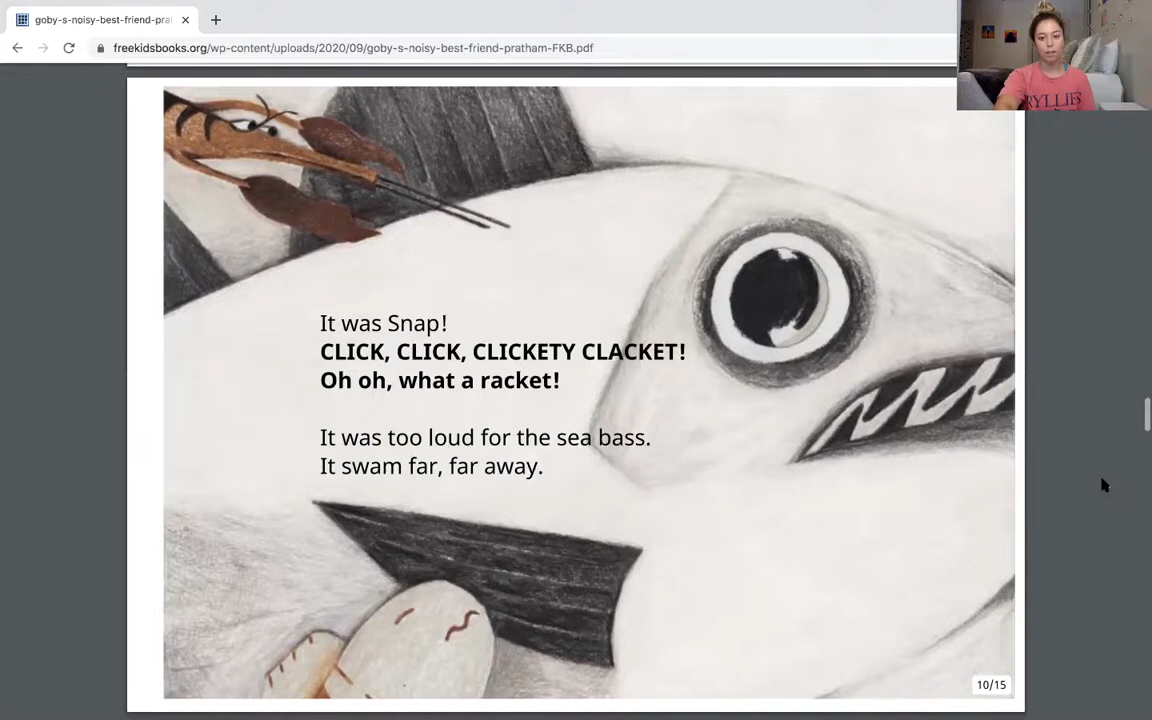 goby-s-noisy-best-friend-prat
freekidsbooks.org/wp-content/uploads/2020/09/goby-s-noisy-best-friend-pratham-FKB.pdf
RYLLIES
It was Snap!
CLICK, CLICK, CLICKETY CLACKET!
Oh oh, what a racket!
It was too loud for the sea bass.
It swam far, far away.
10/15